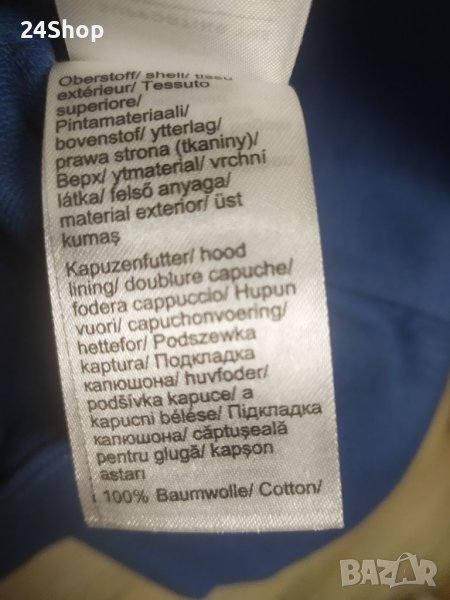 24Shop
Oberstoff/ shell/ tissu
extérieur/ Tessuto
superiore/
Pintamateriaali/
bovenstof/ ytterlag/
prawa strona (tkaniny)/
Верх/ ytmaterial/ vrchní
látka/ felső anyaga/
material exterior/ üst
kumaş
Kapuzenfutter/ hood
lining/ doublure capuche/
fodera cappuccio/ Hupun
vuori/ capuchonvoering/
hettefor/ Podszewka
kaptura/ Подкладка
капюшона/ huvfoder/
podšívka kapuce/ a
kapucni bélése/ Підкладка
капюшона/ căptuşeală
pentru glugă/ kapşon
astarı
100% Baumwolle/ Cotton/
BAZAR